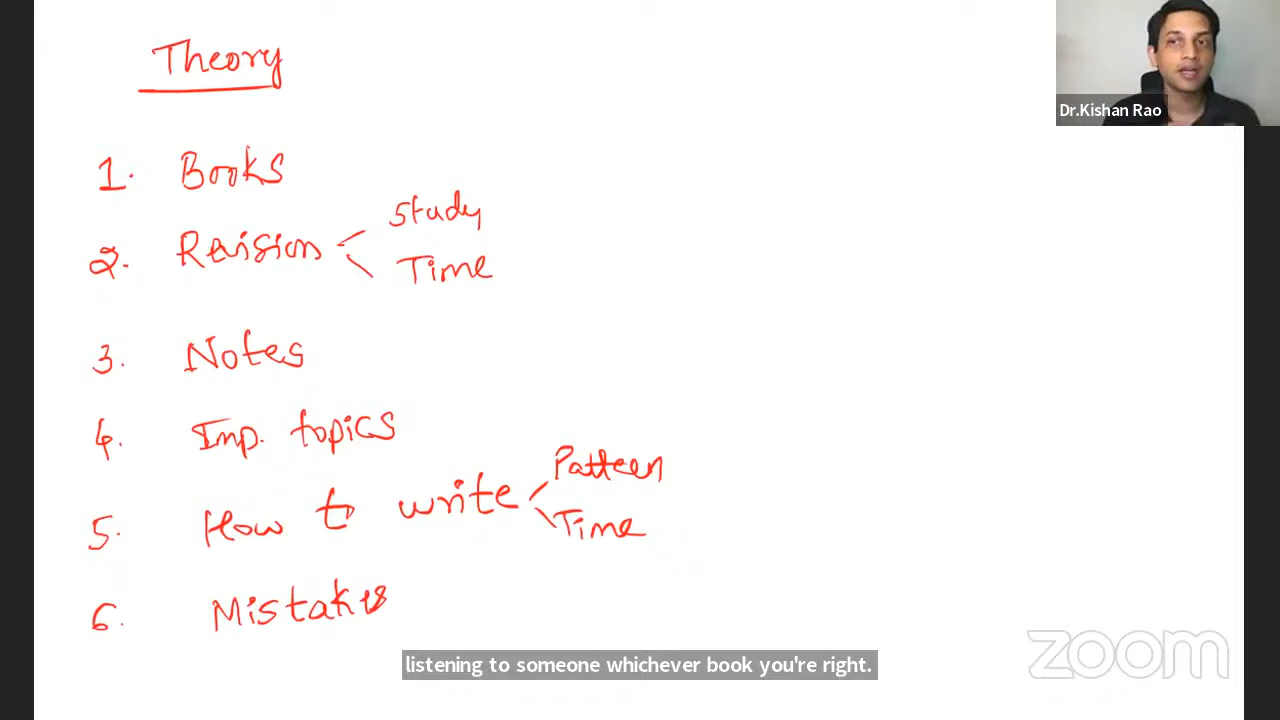 Theory
Dr.Kishan Rao
1. Books
2. Revision < Study
Time
3. Notes
4. Imp. topics
5. How to write < Pattern
Time
6. Mistakes
listening to someone whichever book you're right.
zoom